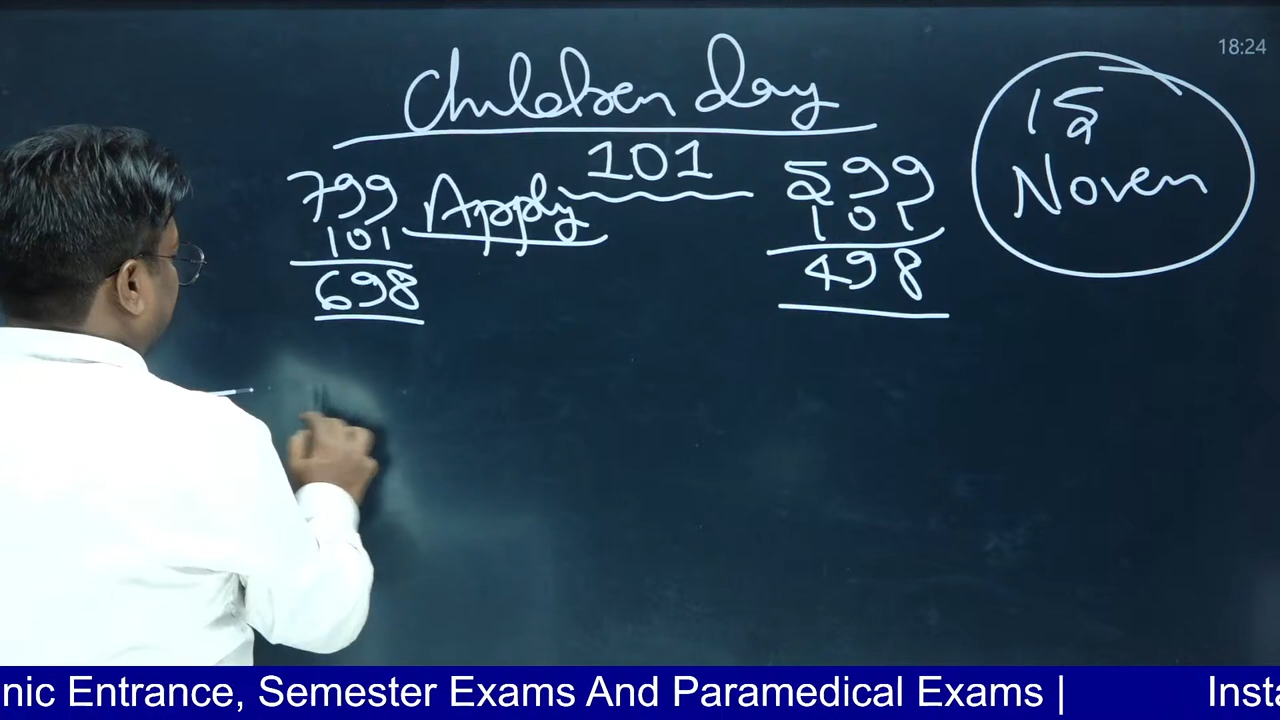 18:24
Children day
101
Apply
799
101
698
599
101
498
15
Novem
nic Entrance, Semester Exams And Paramedical Exams | Insta